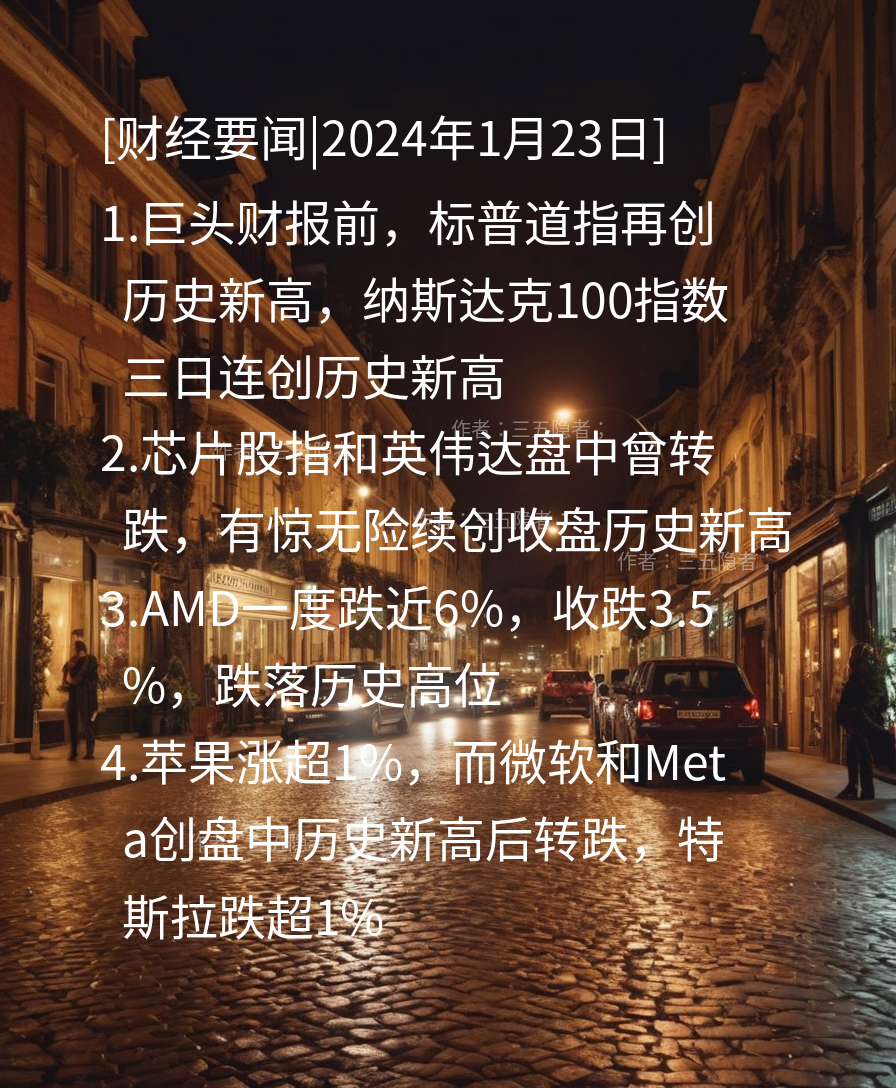 [财经要闻|2024年1月23日]
1.巨头财报前，标普道指再创
历史新高，纳斯达克100指数
三日连创历史新高
作者：三五隐者；
2.芯片股指和英伟达盘中曾转
跌，有惊无险续创收盘历史新高
作者：三五隐者；
3.AMD一度跌近6%，收跌3.5
%，跌落历史高位
4.苹果涨超1%，而微软和Met
a创盘中历史新高后转跌，特
斯拉跌超1%